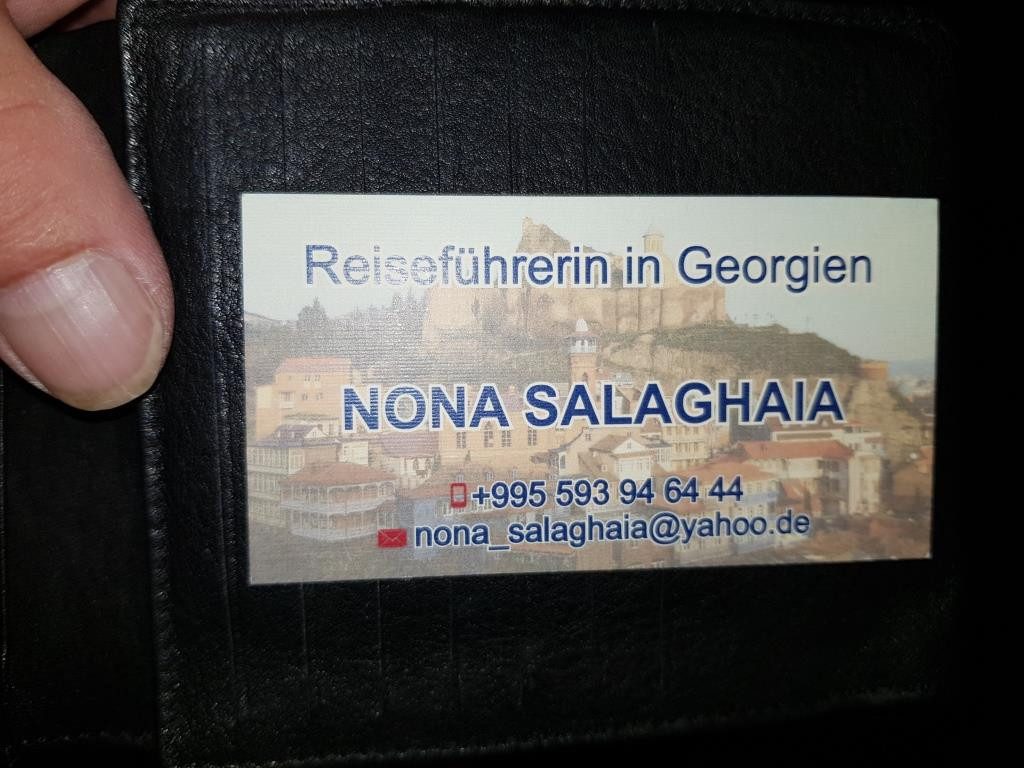 Reiseführerin in Georgien
NONA SALAGHAIA
+995 593 94 64 44
nona_salaghaia@yahoo.de